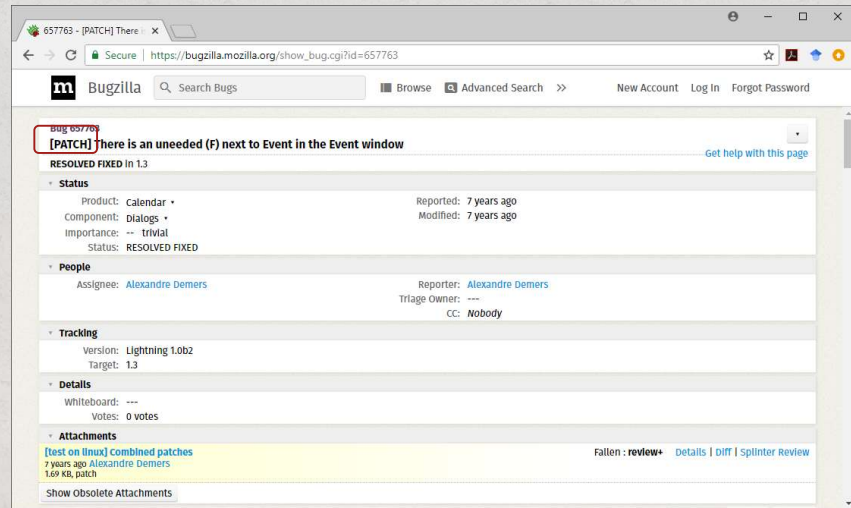 657763 - [PATCH] There is
Secure | https://bugzilla.mozilla.org/show_bug.cgi?id=657763
m Bugzilla Search Bugs Browse Advanced Search >> New Account Log In Forgot Password
Bug 657763
[PATCH] There is an uneeded (F) next to Event in the Event window
Get help with this page
RESOLVED FIXED in 1.3
Status
Product: Calendar Reported: 7 years ago
Component: Dialogs Modified: 7 years ago
Importance: -- trivial
Status: RESOLVED FIXED
People
Assignee: Alexandre Demers Reporter: Alexandre Demers
Triage Owner: ---
CC: Nobody
Tracking
Version: Lightning 1.0b2
Target: 1.3
Details
Whiteboard: ---
Votes: 0 votes
Attachments
[test on linux] Combined patches Fallen : review+ Details | Diff | Splinter Review
7 years ago Alexandre Demers
1.69 KB, patch
Show Obsolete Attachments